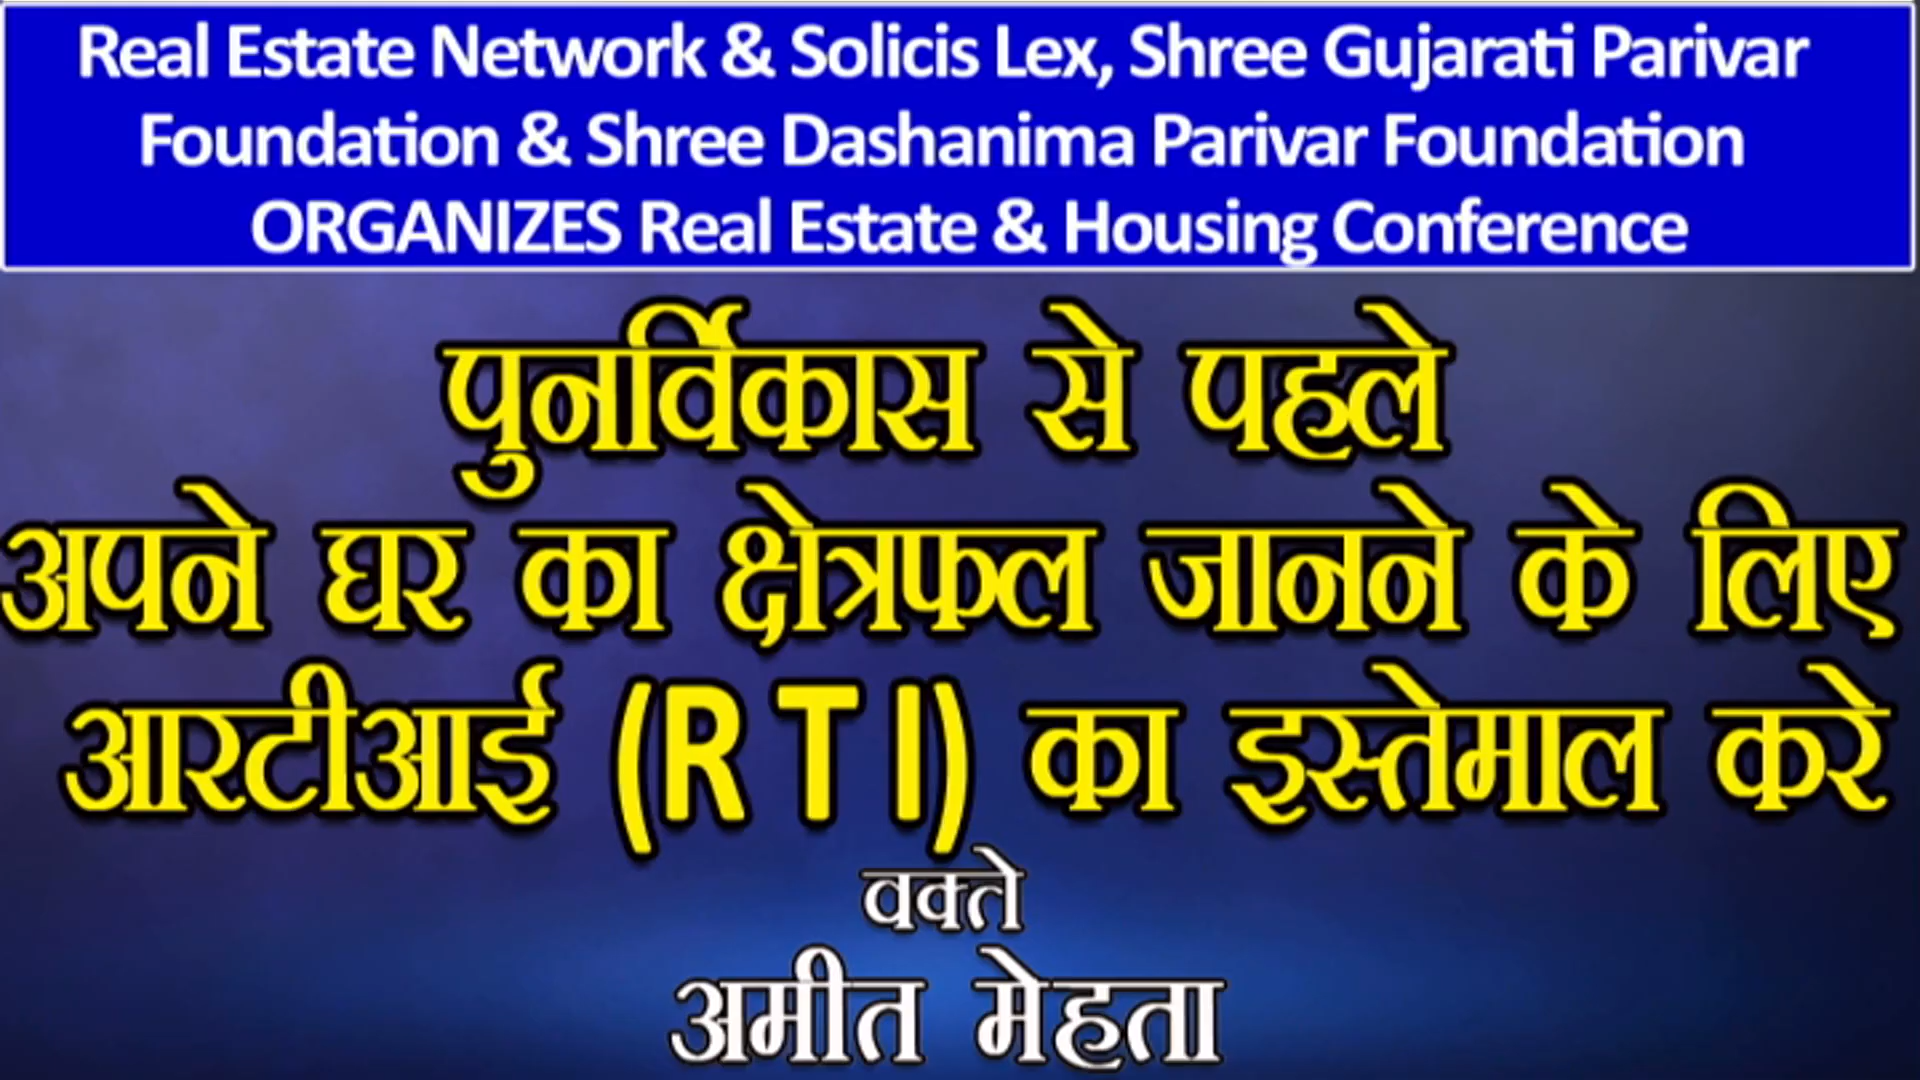 Real Estate Network & Solicis Lex, Shree Gujarati Parivar
Foundation & Shree Dashanima Parivar Foundation
ORGANIZES Real Estate & Housing Conference
पुनर्विकास से पहले
अपने घर का क्षेत्रफल जानने के लिए
आरटीआई (RTI) का इस्तेमाल करे
वक्ते
अमीत मेहता